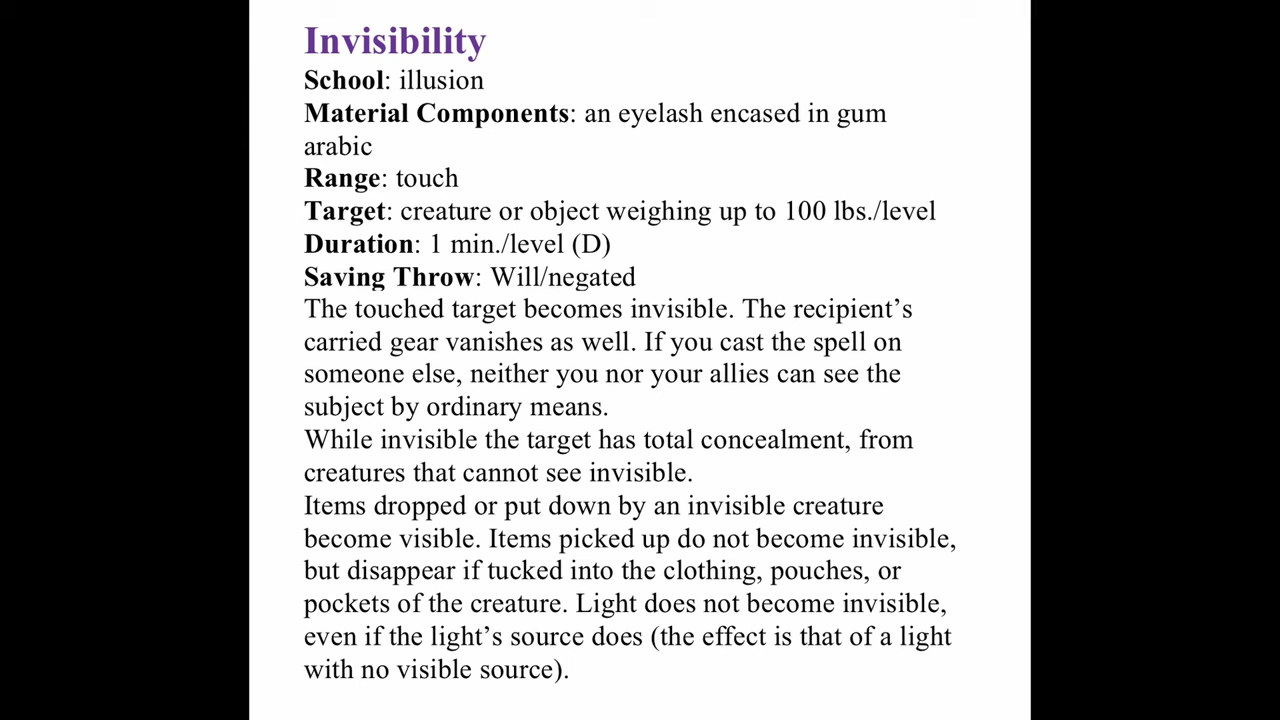 Invisibility
School: illusion
Material Components: an eyelash encased in gum
arabic
Range: touch
Target: creature or object weighing up to 100 lbs./level
Duration: 1 min./level (D)
Saving Throw: Will/negated
The touched target becomes invisible. The recipient’s
carried gear vanishes as well. If you cast the spell on
someone else, neither you nor your allies can see the
subject by ordinary means.
While invisible the target has total concealment, from
creatures that cannot see invisible.
Items dropped or put down by an invisible creature
become visible. Items picked up do not become invisible,
but disappear if tucked into the clothing, pouches, or
pockets of the creature. Light does not become invisible,
even if the light’s source does (the effect is that of a light
with no visible source).